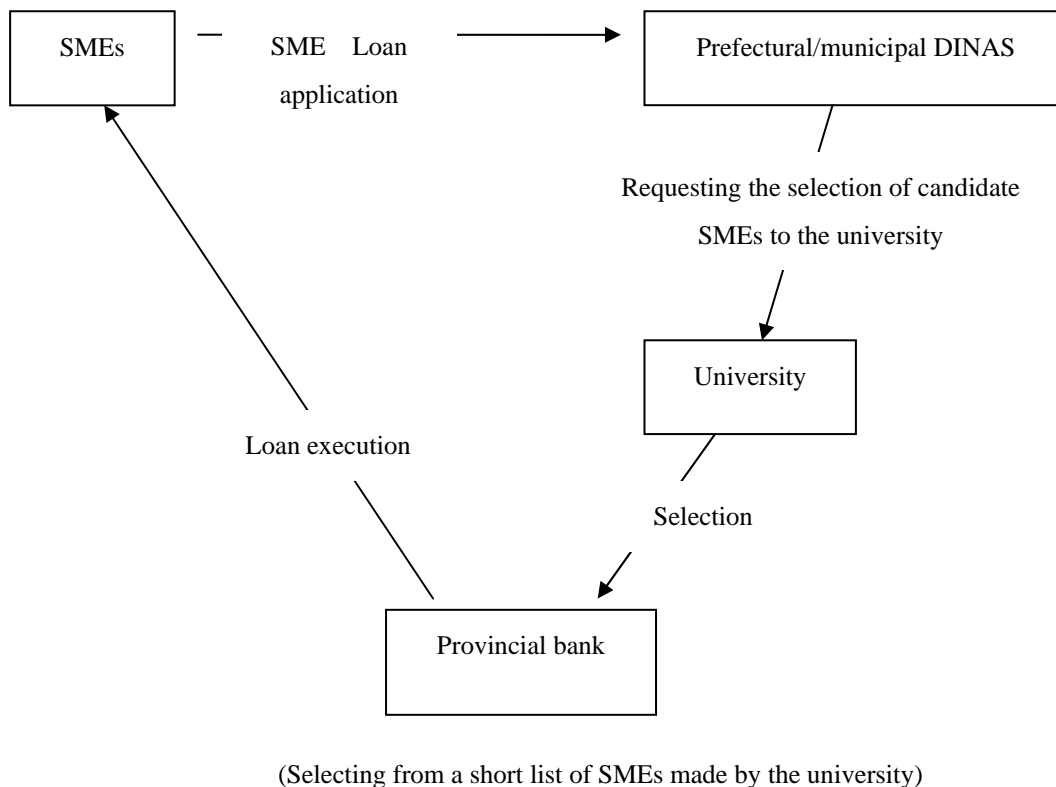 SMEs
SME Loan
application
Prefectural/municipal DINAS
Requesting the selection of candidate
SMEs to the university
University
Loan execution
Selection
Provincial bank
(Selecting from a short list of SMEs made by the university)